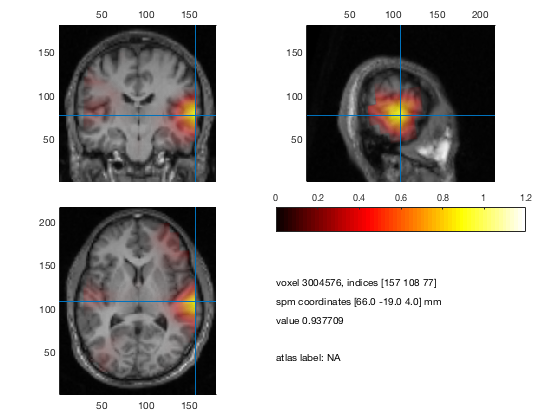 50 100 150
150
100
50
50 100 150 200
150
100
50
0 0.2 0.4 0.6 0.8 1 1.2
200
150
100
50
50 100 150
voxel 3004576, indices [157 108 77]
spm coordinates [66.0 -19.0 4.0] mm
value 0.937709
atlas label: NA